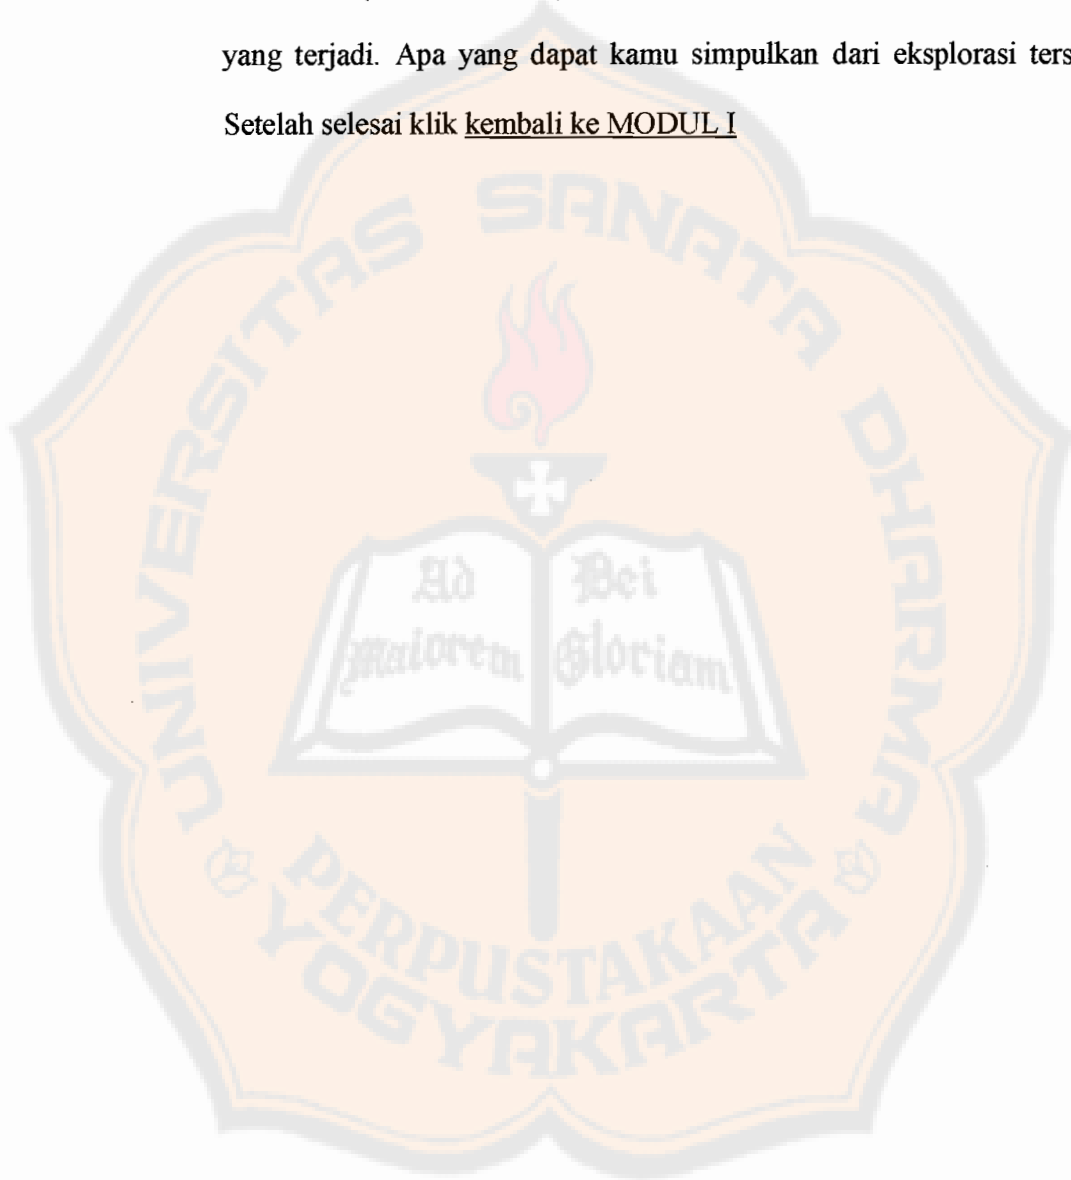 yang terjadi. Apa yang dapat kamu simpulkan dari eksplorasi ters
Setelah selesai klik kembali ke MODUL I
UNIVERSITAS SANATA DHARMA
Ad Dei
Maiorem Gloriam
PERPUSTAKAAN
YOGYAKARTA